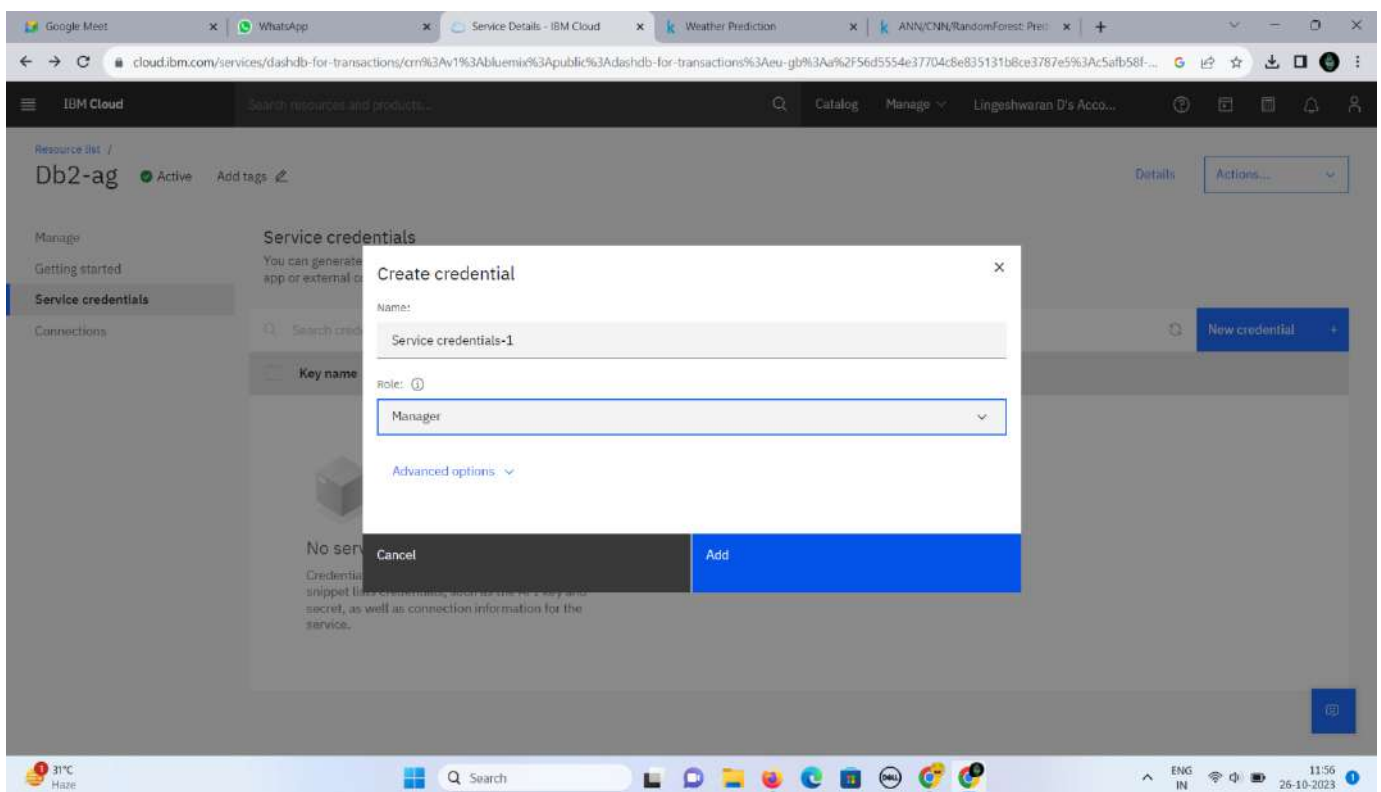 Google Meet
WhatsApp
Service Details - IBM Cloud
Weather Prediction
ANN/CNN/RandomForest: Pred
cloud.ibm.com/services/dashdb-for-transactions/crn%3Av1%3Abluemix%3Apublic%3Adashdb-for-transactions%3Aeu-gb%3Aa%2F56d5554e37704c8e835131b8ce3787e5%3Ac5afb58f-...
IBM Cloud
Search resources and products...
Catalog
Manage
Lingeshwaran D's Acco...
Resource list /
Db2-ag
Active
Add tags
Details
Actions...
Manage
Getting started
Service credentials
Connections
Service credentials
You can generate
app or external
Search
New credential +
Key name
Create credential
Name:
Service credentials-1
Role:
Manager
Advanced options
Cancel
Add
No serv
Credentia
snippet
secret, as well as connection information for the
service.
1
31°C
Haze
Search
DELL
ENG
IN
11:56
26-10-2023
1